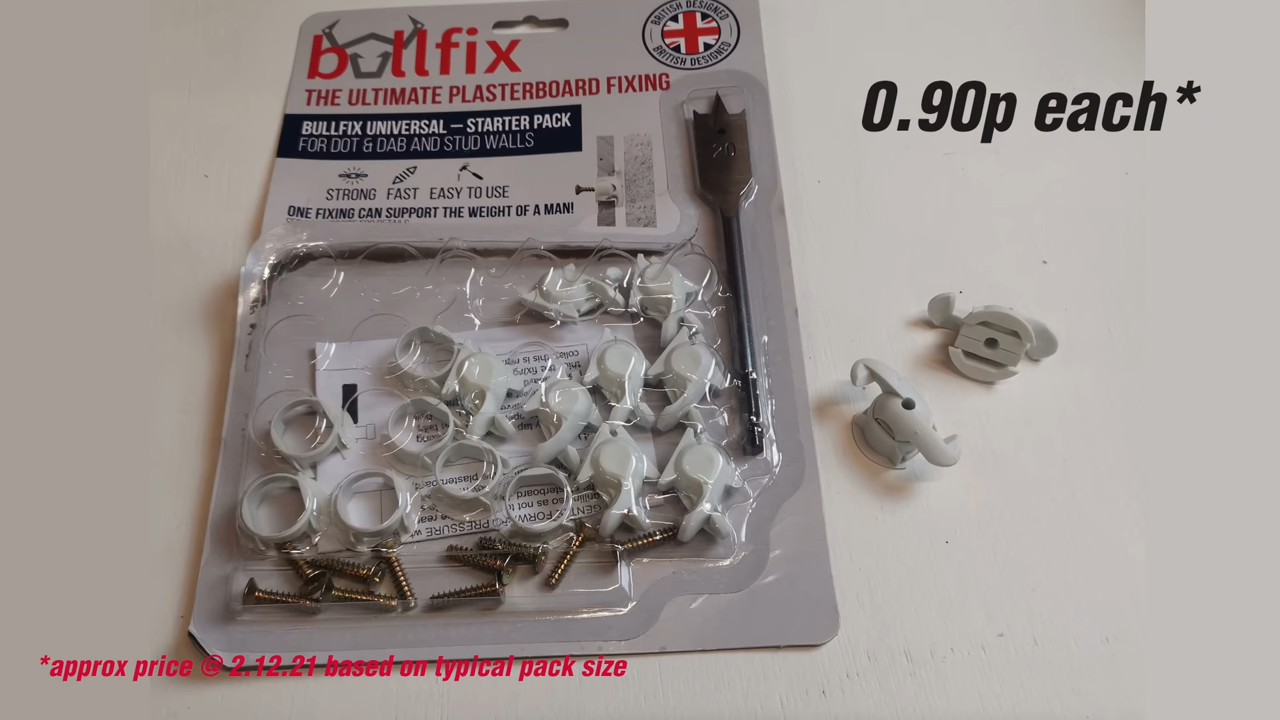 bullfix
BRITISH DESIGNED
BRITISH DESIGNED
THE ULTIMATE PLASTERBOARD FIXING
BULLFIX UNIVERSAL – STARTER PACK
FOR DOT & DAB AND STUD WALLS
STRONG FAST EASY TO USE
ONE FIXING CAN SUPPORT THE WEIGHT OF A MAN!
20
0.90p each*
*approx price @ 2.12.21 based on typical pack size